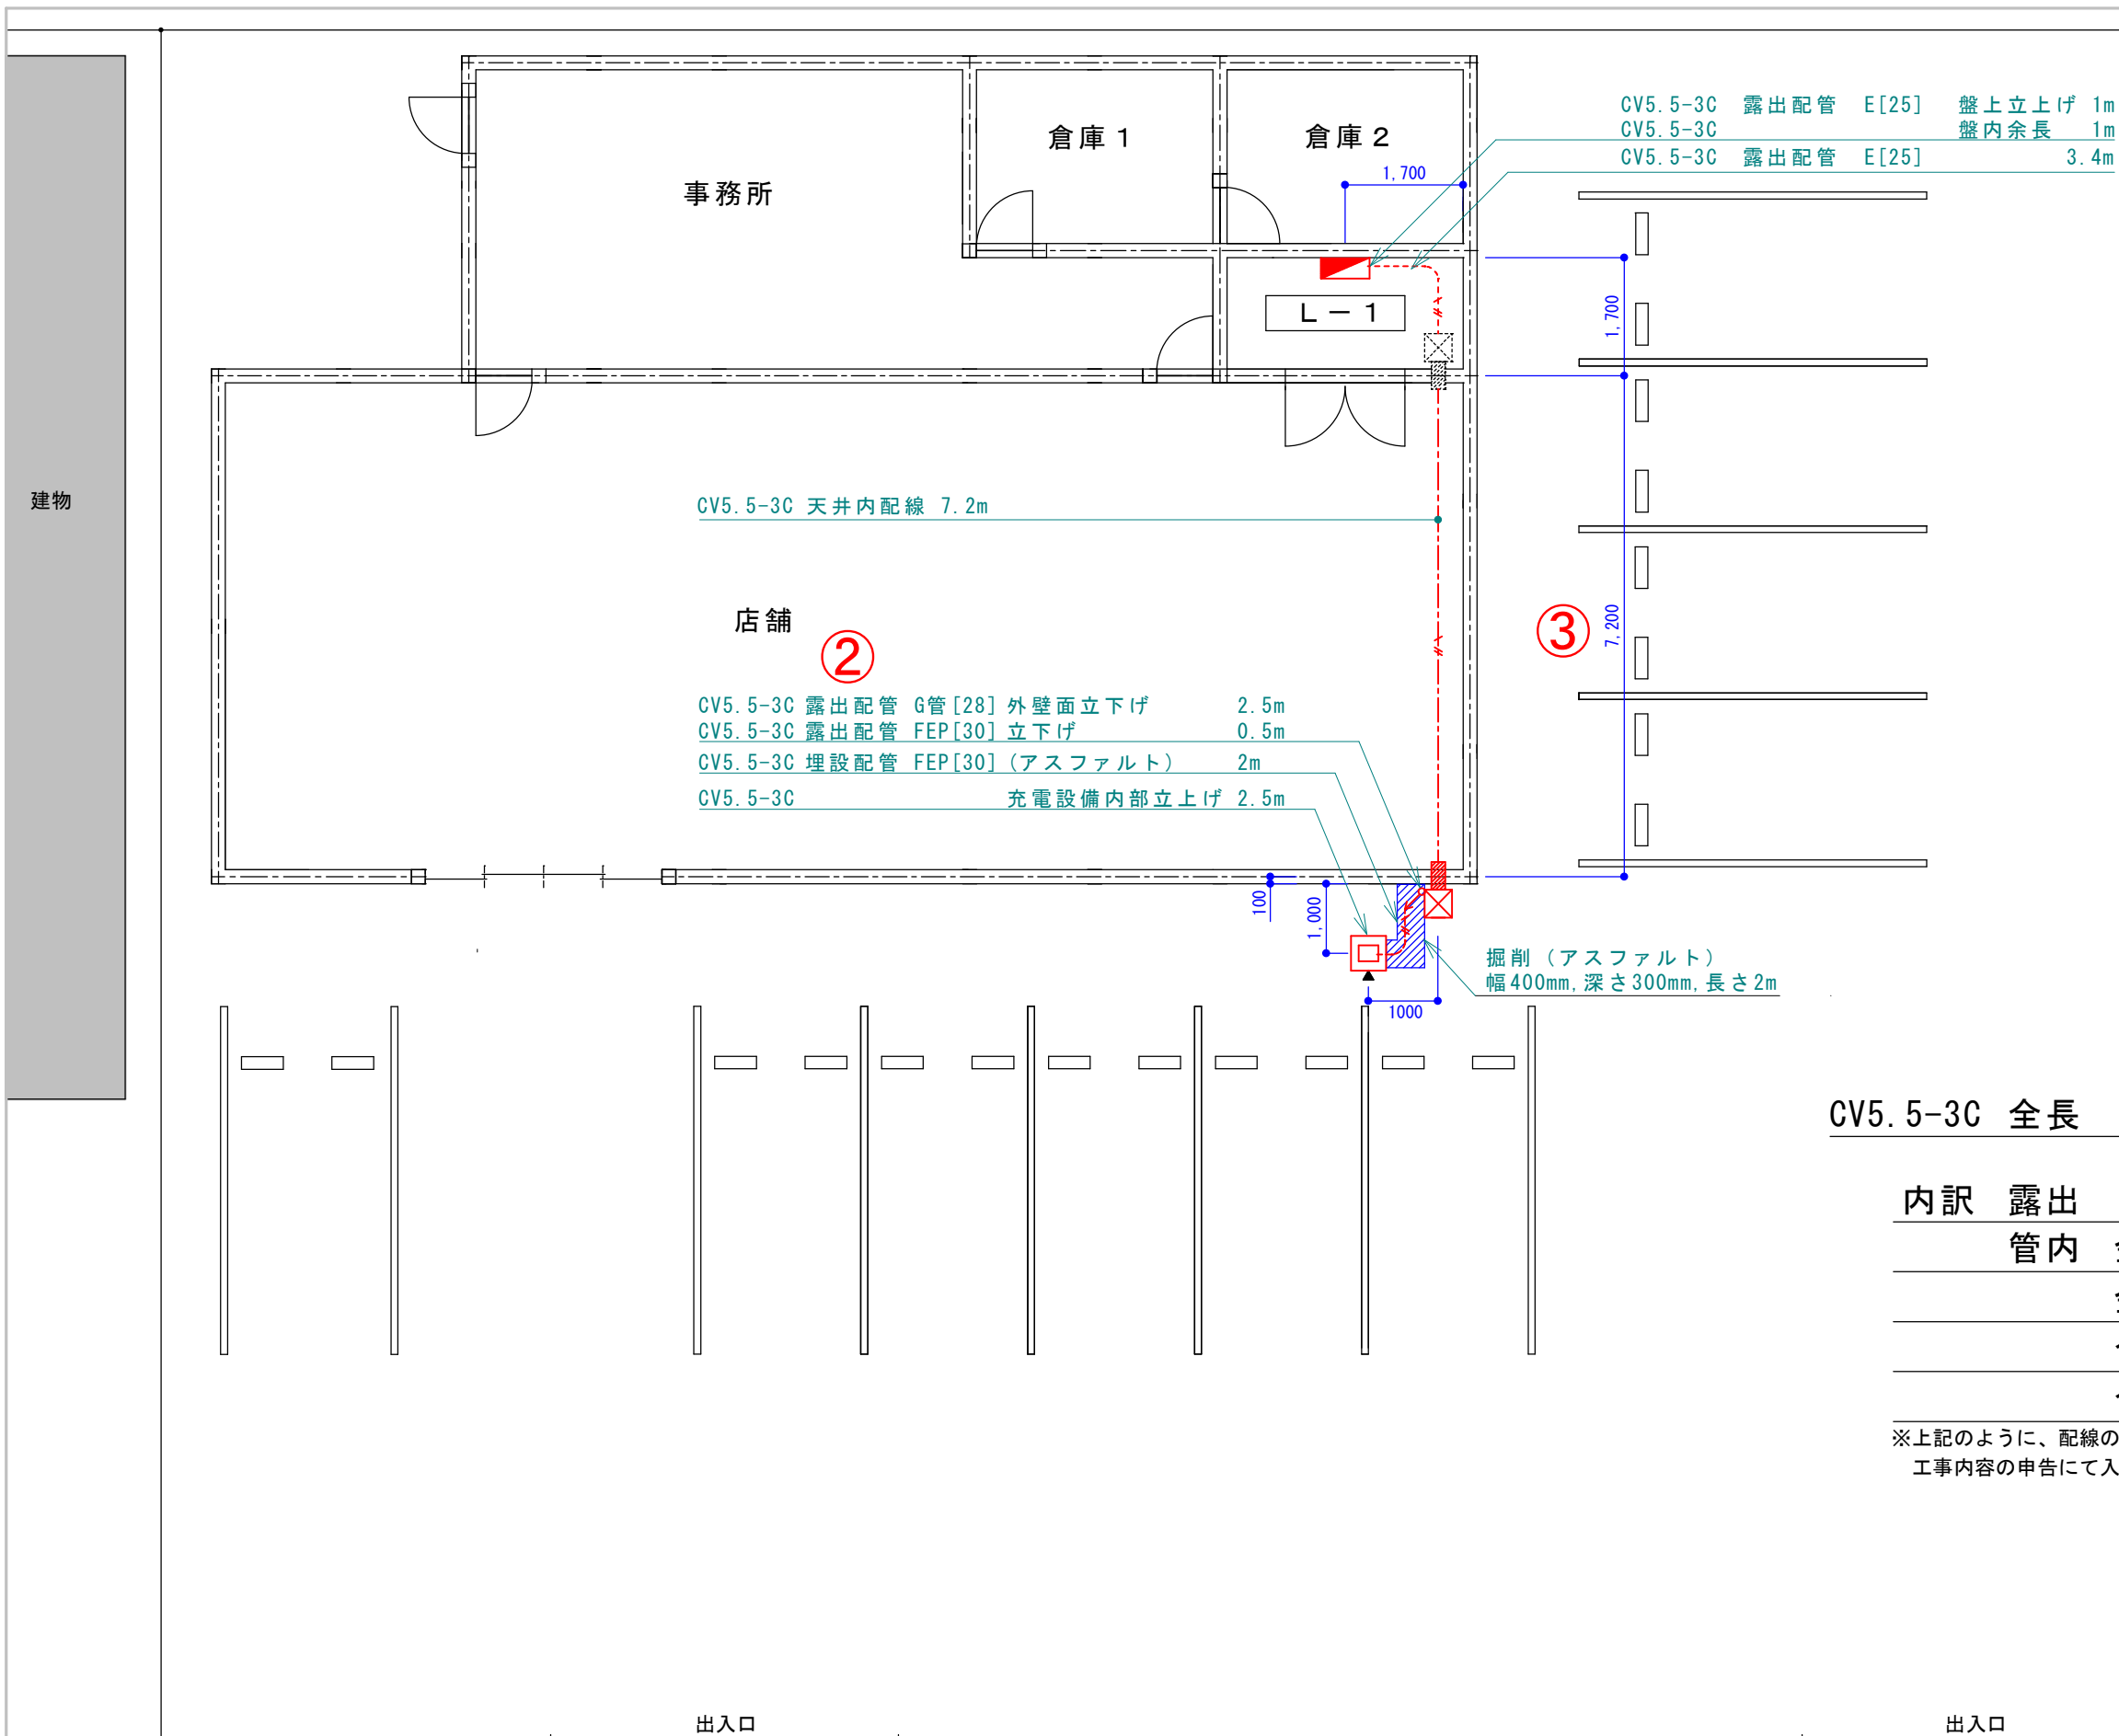 CV5.5-3C 露出配管 E[25] 盤上立上げ 1m
CV5.5-3C 盤内余長 1m
CV5.5-3C 露出配管 E[25] 3.4m
倉庫1
倉庫2
事務所
1,700
L-1
1,700
建物
CV5.5-3C 天井内配線 7.2m
店舗
②
③
7,200
CV5.5-3C 露出配管 G管[28] 外壁面立下げ 2.5m
CV5.5-3C 露出配管 FEP[30] 立下げ 0.5m
CV5.5-3C 埋設配管 FEP[30](アスファルト) 2m
CV5.5-3C 充電設備内部立上げ 2.5m
100
1,000
掘削(アスファルト)
幅400mm,深さ300mm,長さ2m
1000
CV5.5-3C 全長
内訳 露出
管内
※上記のように、配線の
工事内容の申告にて入
出入口
出入口